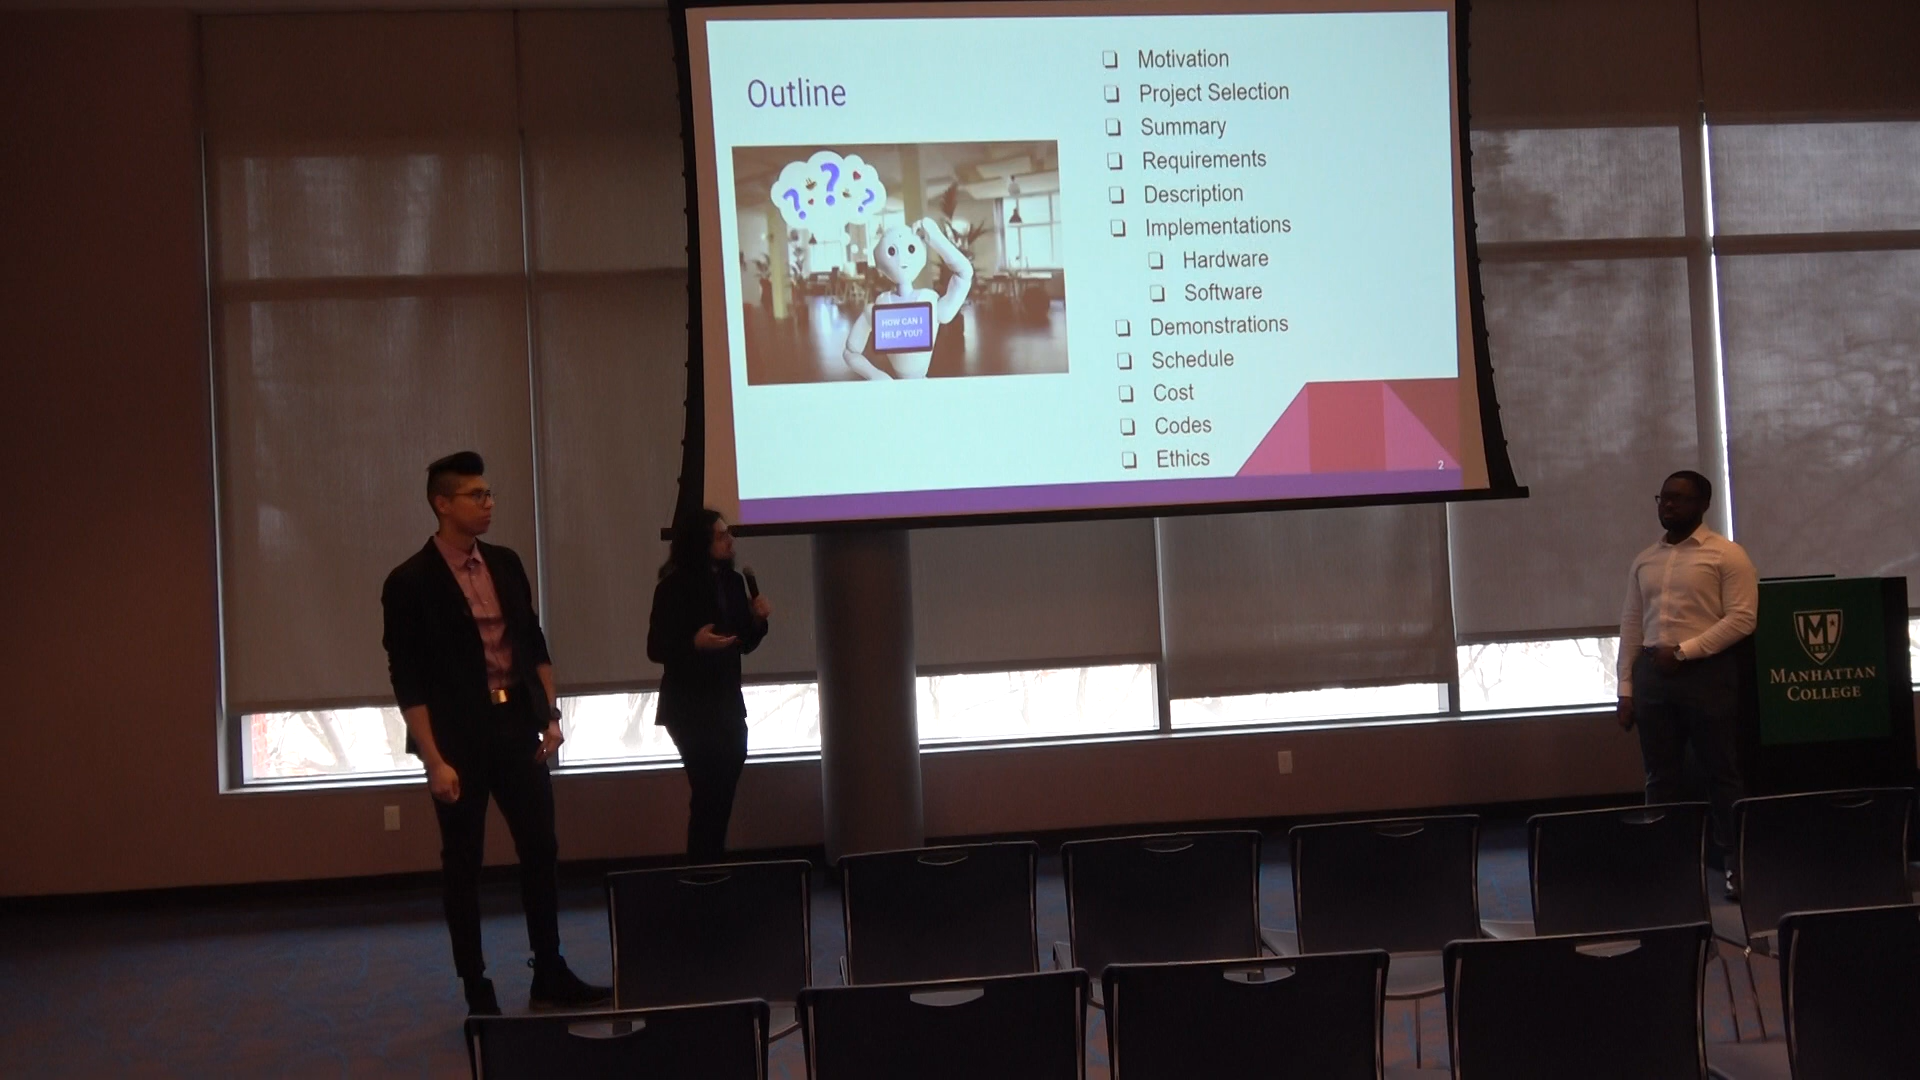 Outline
? ? ?
HOW CAN I
HELP YOU?
❑ Motivation
❑ Project Selection
❑ Summary
❑ Requirements
❑ Description
❑ Implementations
❑ Hardware
❑ Software
❑ Demonstrations
❑ Schedule
❑ Cost
❑ Codes
❑ Ethics
2
M
MANHATTAN
COLLEGE